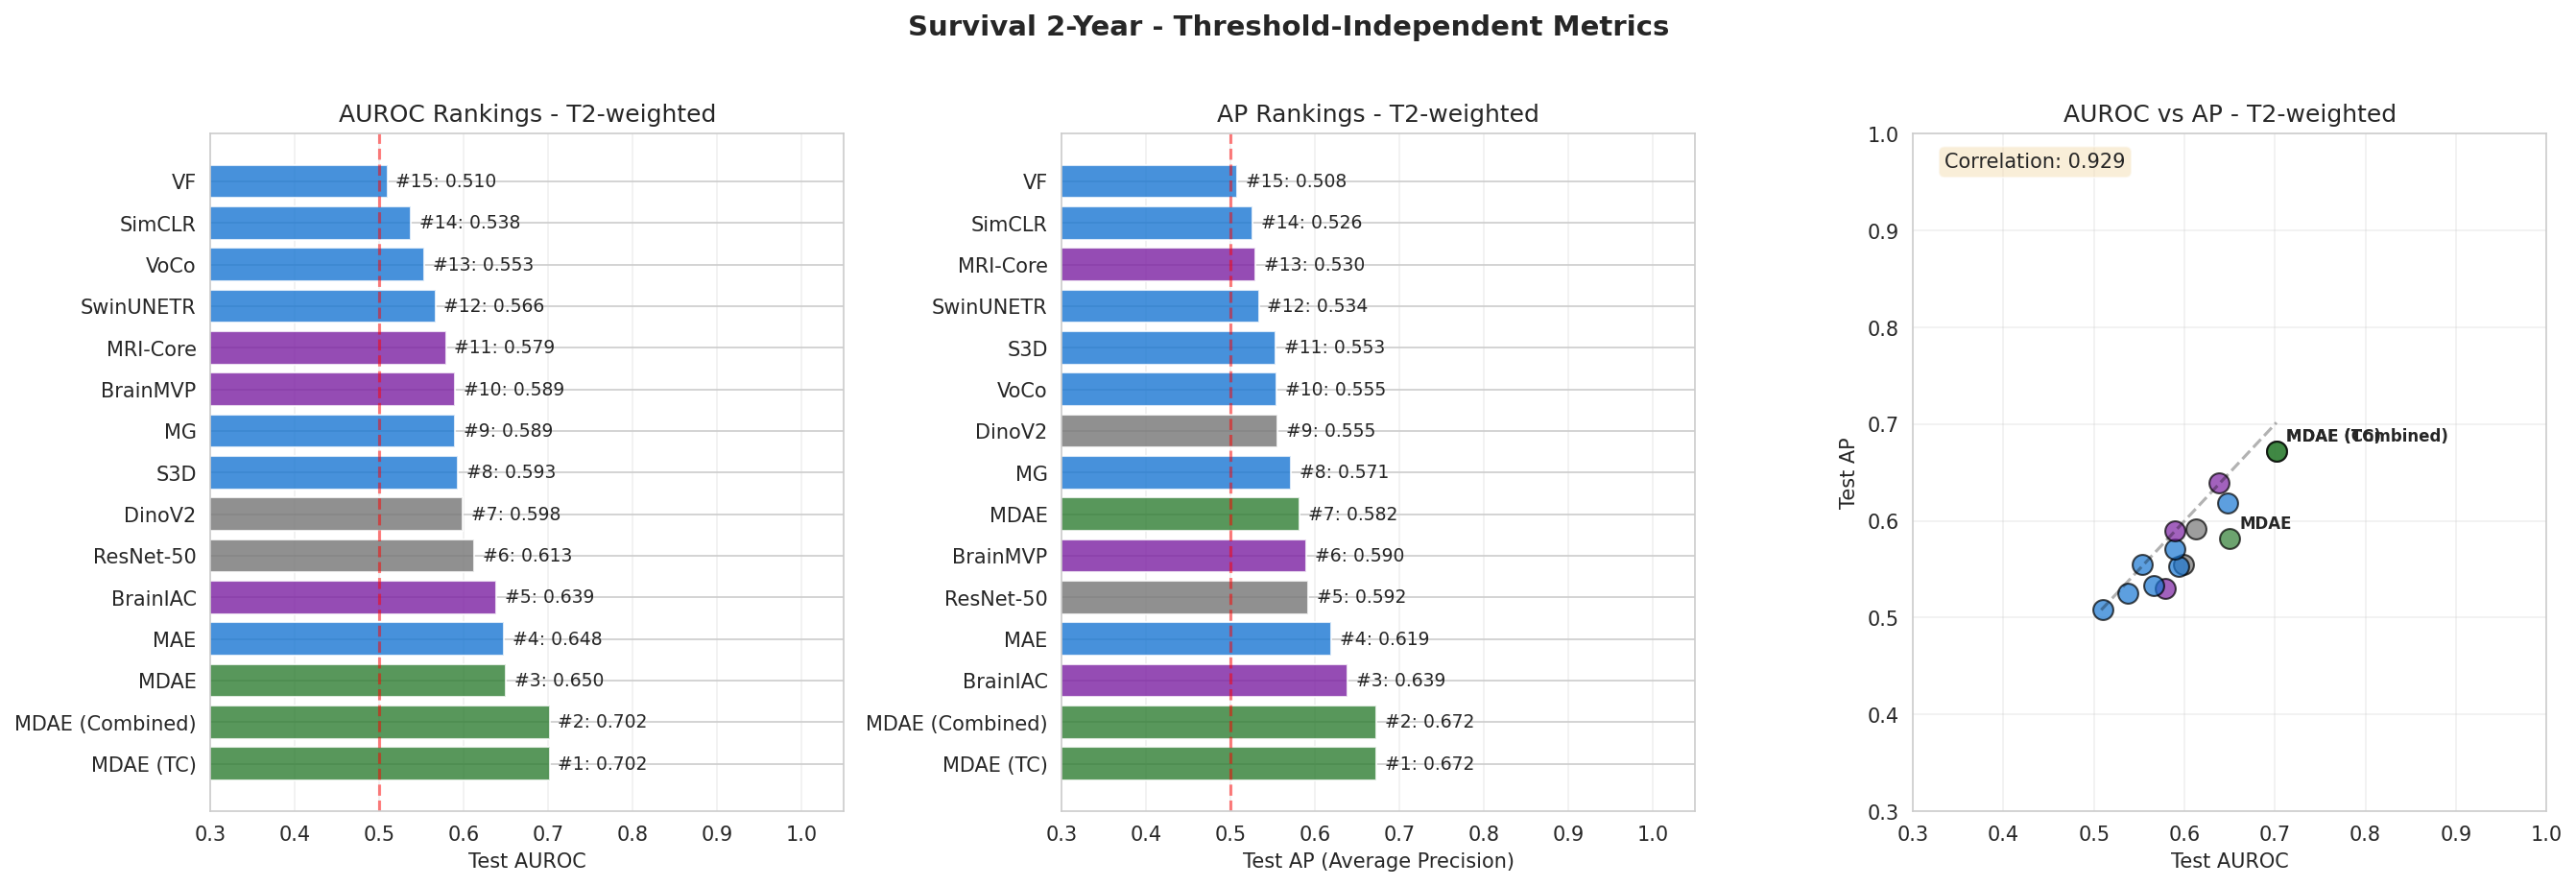 Survival 2-Year - Threshold-Independent Metrics
AUROC Rankings - T2-weighted
VF
#15: 0.510
SimCLR
#14: 0.538
VoCo
#13: 0.553
SwinUNETR
#12: 0.566
MRI-Core
#11: 0.579
BrainMVP
#10: 0.589
MG
#9: 0.589
S3D
#8: 0.593
DinoV2
#7: 0.598
ResNet-50
#6: 0.613
BrainIAC
#5: 0.639
MAE
#4: 0.648
MDAE
#3: 0.650
MDAE (Combined)
#2: 0.702
MDAE (TC)
#1: 0.702
0.3 0.4 0.5 0.6 0.7 0.8 0.9 1.0
Test AUROC
AP Rankings - T2-weighted
VF
#15: 0.508
SimCLR
#14: 0.526
MRI-Core
#13: 0.530
SwinUNETR
#12: 0.534
S3D
#11: 0.553
VoCo
#10: 0.555
DinoV2
#9: 0.555
MG
#8: 0.571
MDAE
#7: 0.582
BrainMVP
#6: 0.590
ResNet-50
#5: 0.592
MAE
#4: 0.619
BrainIAC
#3: 0.639
MDAE (Combined)
#2: 0.672
MDAE (TC)
#1: 0.672
0.3 0.4 0.5 0.6 0.7 0.8 0.9 1.0
Test AP (Average Precision)
AUROC vs AP - T2-weighted
Correlation: 0.929
1.0
0.9
0.8
0.7
0.6
0.5
0.4
0.3
Test AP
MDAE (TC)
MDAE (Combined)
MDAE
0.3 0.4 0.5 0.6 0.7 0.8 0.9 1.0
Test AUROC